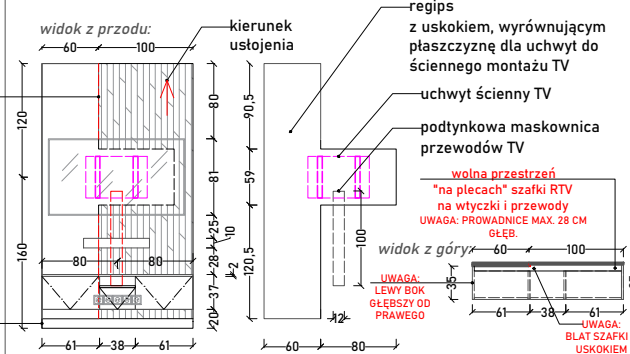 widok z przodu:
60
100
kierunek
usłojenia
120
160
80
81
25
10
28
2
37
20
80
80
61
38
61
regips
z uskokiem, wyrównującym
płaszczyznę dla uchwyt do
ściennego montażu TV
uchwyt ścienny TV
podtynkowa maskownica
przewodów TV
90,5
59
120,5
100
12
60
80
wolna przestrzeń
"na plecach" szafki RTV
na wtyczki i przewody
UWAGA: PROWADNICE MAX. 28 CM
GŁĘB.
widok z góry:
60
100
35
61
38
61
UWAGA:
LEWY BOK
GŁĘBSZY OD
PRAWEGO
UWAGA:
BLAT SZAFKI
USKOKIEM